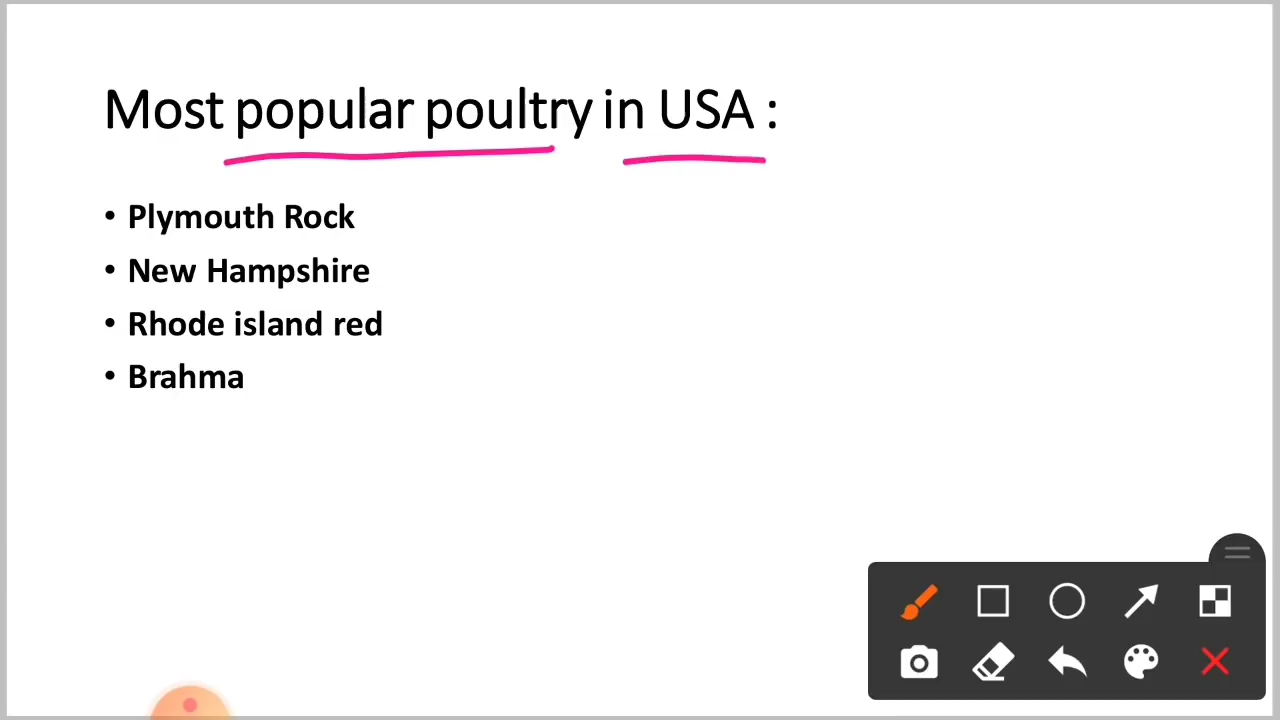 Most popular poultry in USA :
• Plymouth Rock
• New Hampshire
• Rhode island red
• Brahma